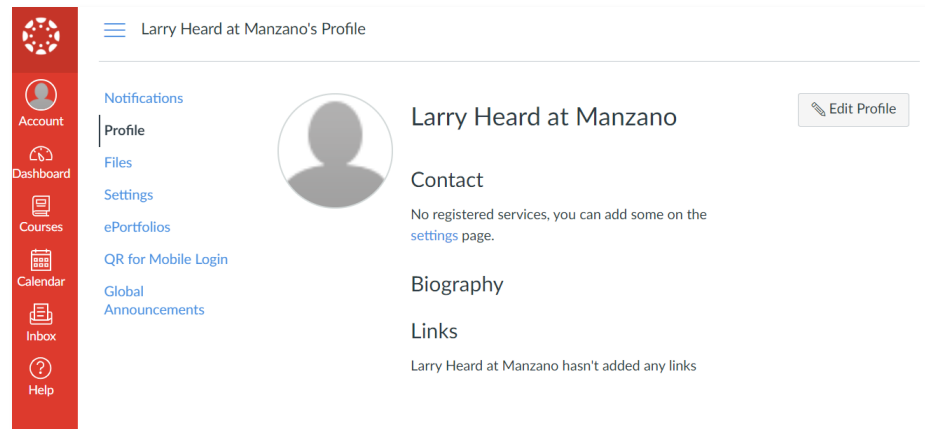 Larry Heard at Manzano's Profile
Account
Dashboard
Courses
Calendar
Inbox
Help
Notifications
Profile
Files
Settings
ePortfolios
QR for Mobile Login
Global
Announcements
Larry Heard at Manzano
Edit Profile
Contact
No registered services, you can add some on the
settings page.
Biography
Links
Larry Heard at Manzano hasn't added any links